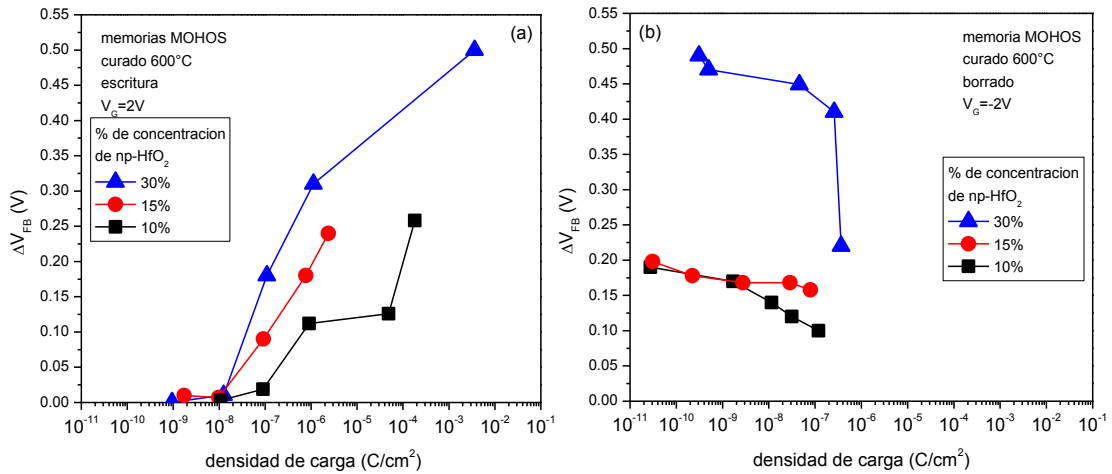 (a)
memorias MOHOS
curado 600°C
escritura
V_G=2V
% de concentracion
de np-HfO₂
30%
15%
10%
0.55
0.50
0.45
0.40
0.35
0.30
0.25
0.20
0.15
0.10
0.05
0.00
ΔV_FB (V)
10⁻¹¹ 10⁻¹⁰ 10⁻⁹ 10⁻⁸ 10⁻⁷ 10⁻⁶ 10⁻⁵ 10⁻⁴ 10⁻³ 10⁻² 10⁻¹
densidad de carga (C/cm²)
(b)
memoria MOHOS
curado 600°C
borrado
V_G=-2V
% de concentracion
de np-HfO₂
30%
15%
10%
0.55
0.50
0.45
0.40
0.35
0.30
0.25
0.20
0.15
0.10
0.05
0.00
ΔV_FB (V)
10⁻¹¹ 10⁻¹⁰ 10⁻⁹ 10⁻⁸ 10⁻⁷ 10⁻⁶ 10⁻⁵ 10⁻⁴ 10⁻³ 10⁻² 10⁻¹
densidad de carga (C/cm²)